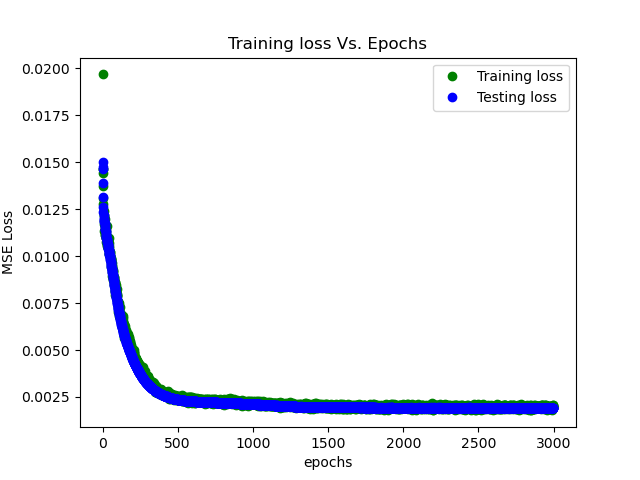 Training loss Vs. Epochs
0.0200
0.0175
0.0150
0.0125
0.0100
0.0075
0.0050
0.0025
MSE Loss
Training loss
Testing loss
0 500 1000 1500 2000 2500 3000
epochs